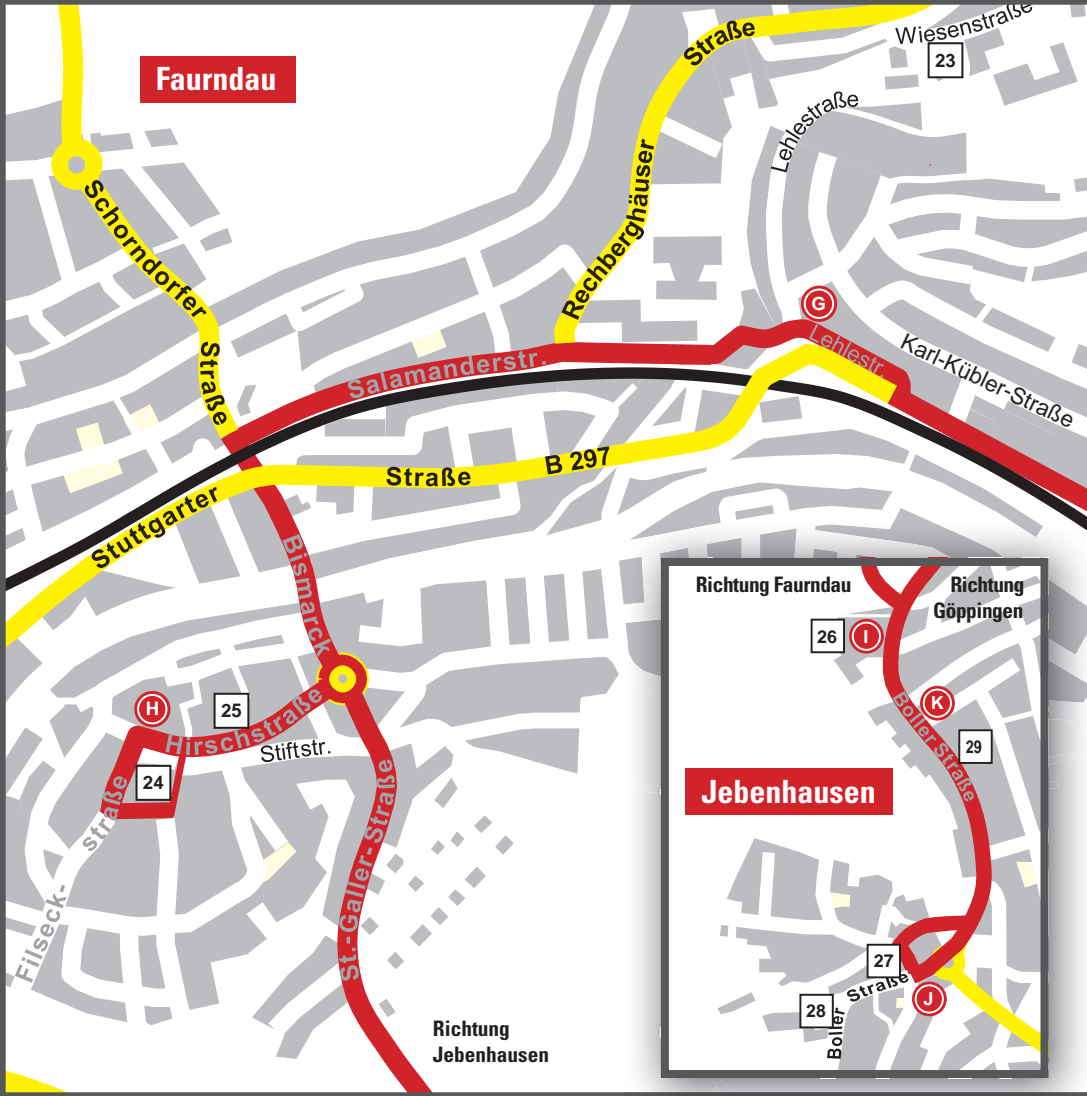 Wiesenstraße
23
Straße
Faurndau
Lehlestraße
Rechberghäuser
Schorndorfer
Straße
G
Lehlestr.
Karl-Kübler-Straße
Salamanderstr.
Stuttgarter
Straße
B 297
Bismarck
H
25
Hirschstraße
Stiftstr.
24
straße
Filseck-
St.-Galler-Straße
Richtung
Jebenhausen
Richtung Faurndau
Richtung
Göppingen
26
I
K
Boller Straße
29
Jebenhausen
27
J
28
Boller
Straße